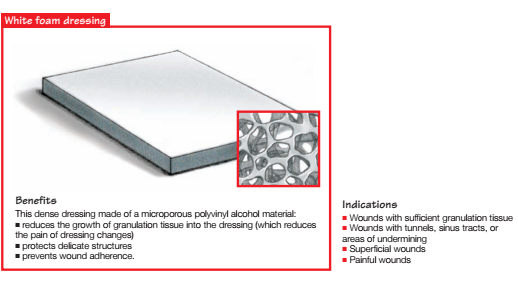 White foam dressing
Benefits
This dense dressing made of a microporous polyvinyl alcohol material:
■ reduces the growth of granulation tissue into the dressing (which reduces
the pain of dressing changes)
■ protects delicate structures
■ prevents wound adherence.
Indications
■ Wounds with sufficient granulation tissue
■ Wounds with tunnels, sinus tracts, or
areas of undermining
■ Superficial wounds
■ Painful wounds